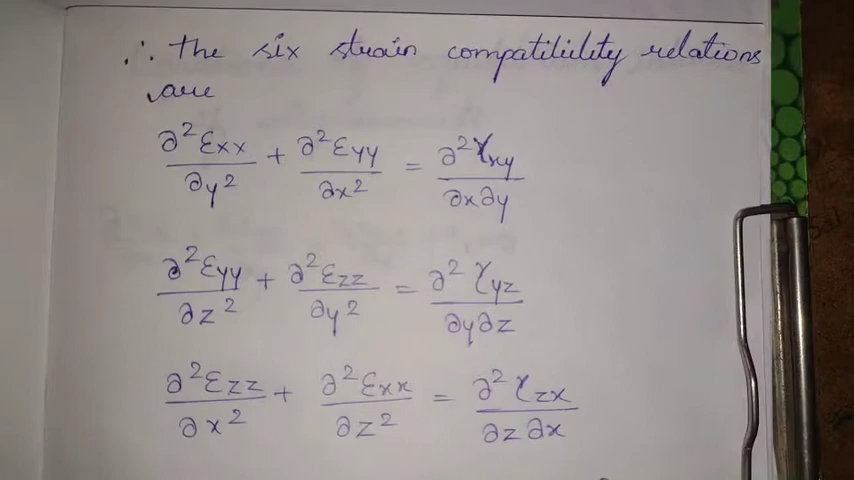 ∴ The six strain compatibility relations
are
∂²εxx/∂y² + ∂²εyy/∂x² = ∂²γxy/∂x∂y
∂²εyy/∂z² + ∂²εzz/∂y² = ∂²γyz/∂y∂z
∂²εzz/∂x² + ∂²εxx/∂z² = ∂²γzx/∂z∂x